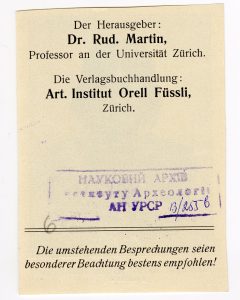 Der Herausgeber:
Dr. Rud. Martin,
Professor an der Universität Zürich.
Die Verlagsbuchhandlung:
Art. Institut Orell Füssli,
Zürich.
НАУКОВИЙ АРХІВ
Інституту Археології
АН УРСР
6
Die umstehenden Besprechungen seien
besonderer Beachtung bestens empfohlen!